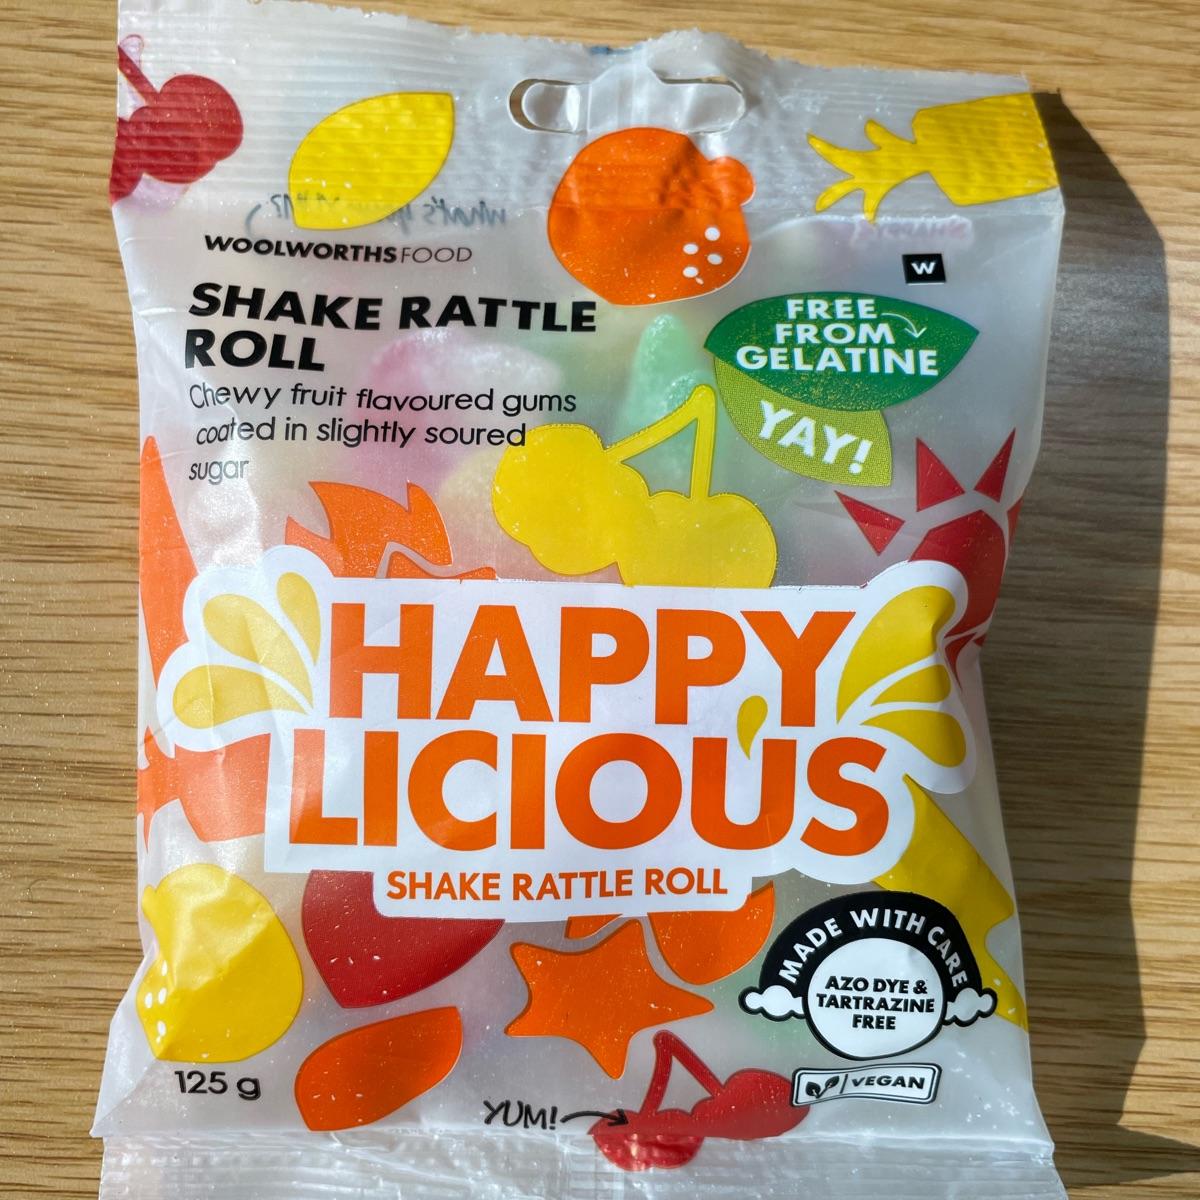 WOOLWORTHS FOOD
W
SHAKE RATTLE
ROLL
Chewy fruit flavoured gums
coated in slightly soured
sugar
FREE
FROM
GELATINE
YAY!
HAPPY
LICIOUS
SHAKE RATTLE ROLL
MADE WITH CARE
AZO DYE &
TARTRAZINE
FREE
VEGAN
125 g
YUM!